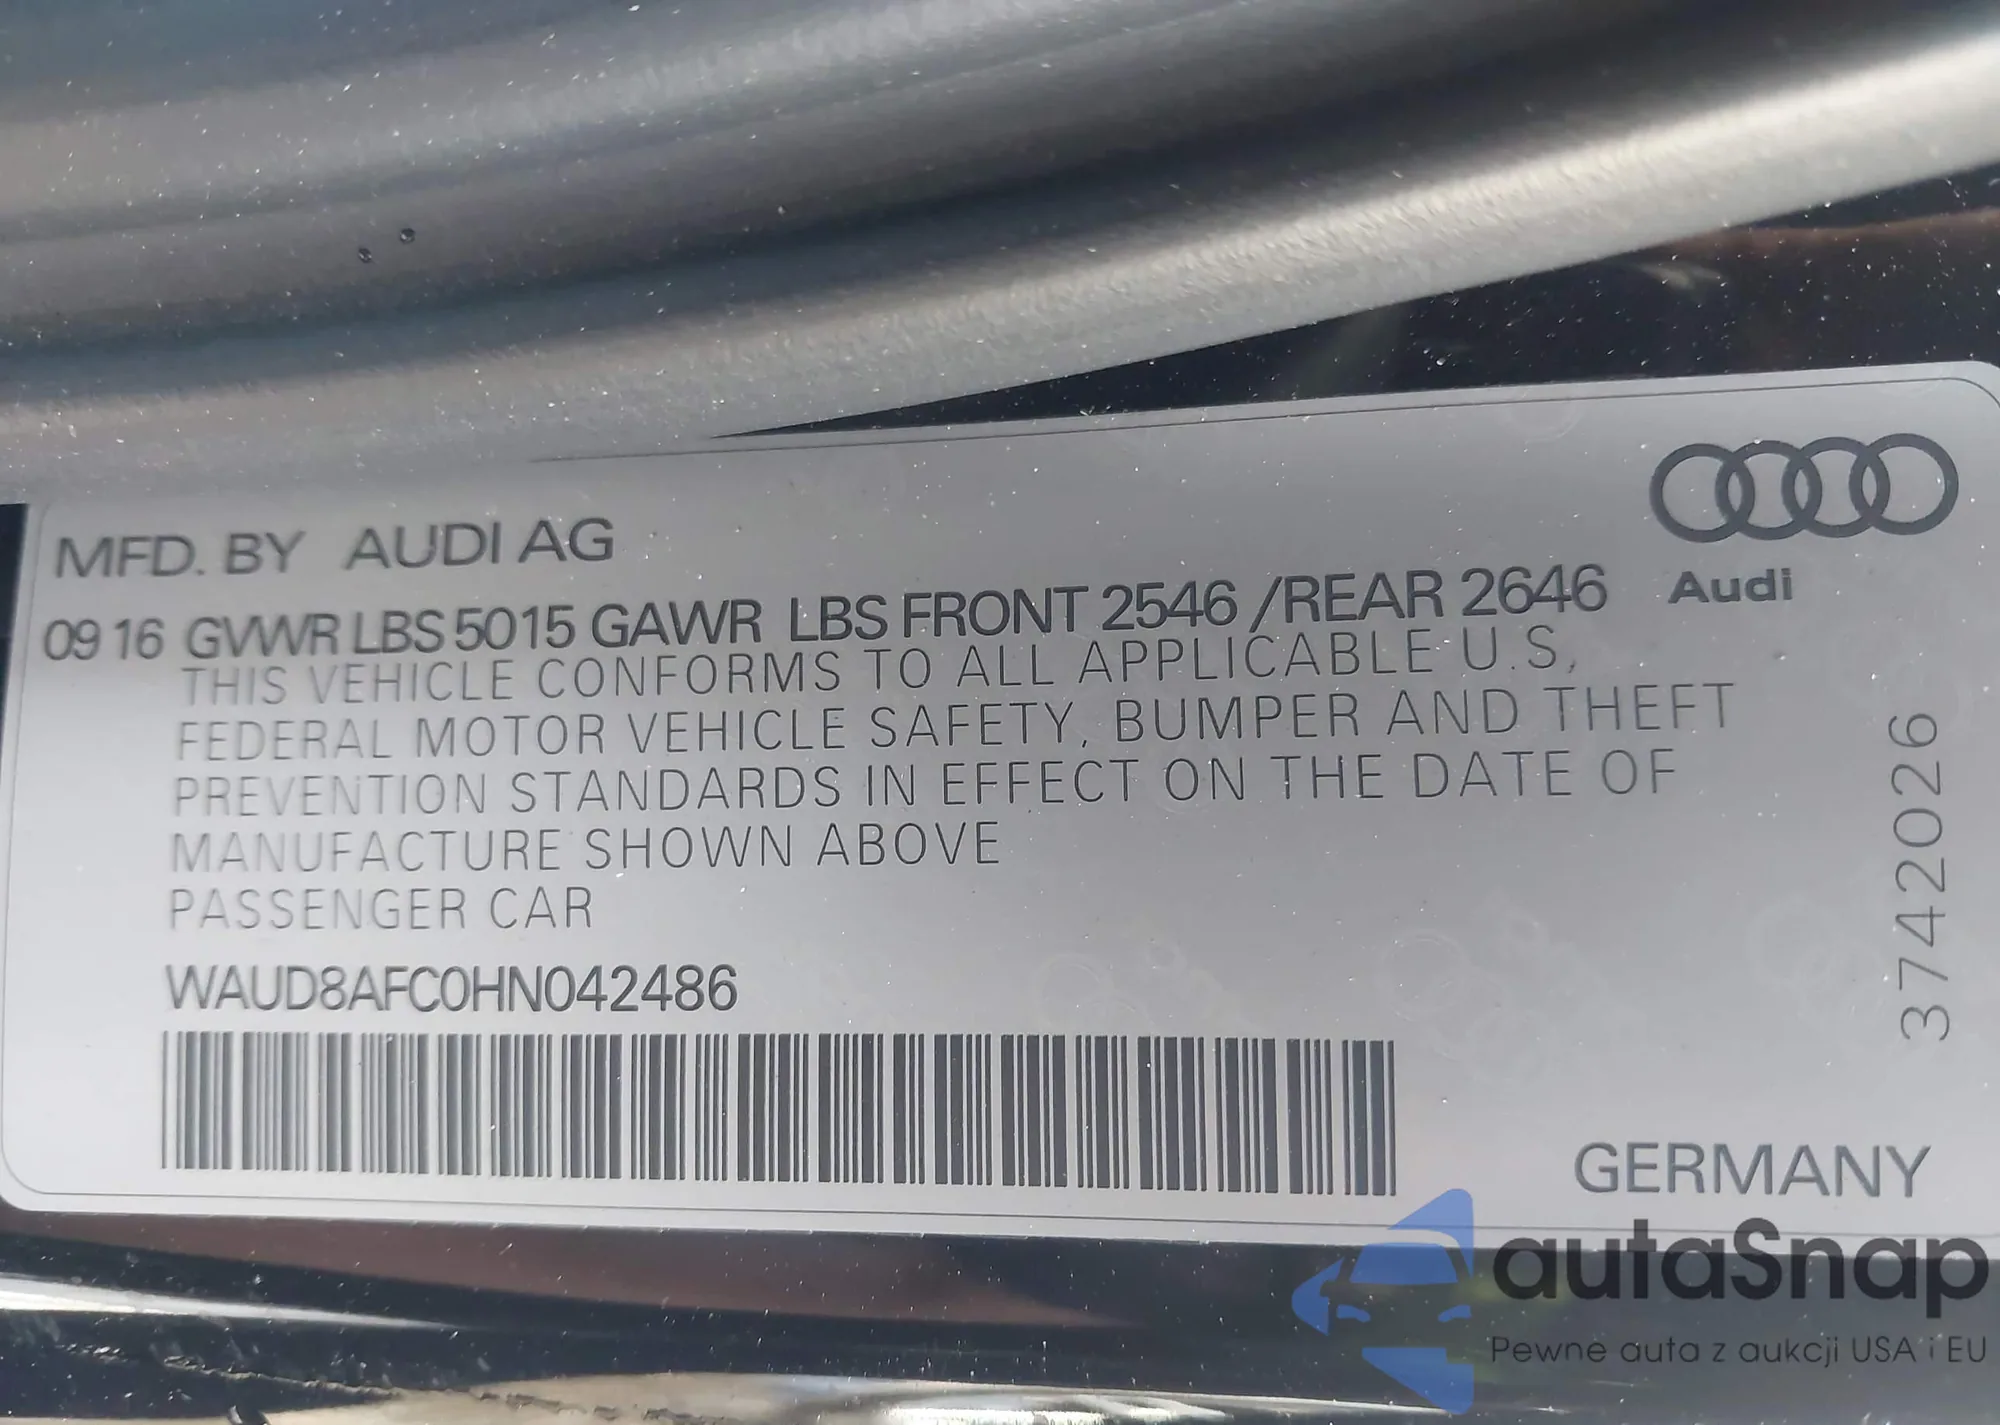 MFD. BY AUDI AG
09 16 GVWR LBS 5015 GAWR LBS FRONT 2546 /REAR 2646
Audi
THIS VEHICLE CONFORMS TO ALL APPLICABLE U.S,
FEDERAL MOTOR VEHICLE SAFETY, BUMPER AND THEFT
PREVENTION STANDARDS IN EFFECT ON THE DATE OF
MANUFACTURE SHOWN ABOVE
PASSENGER CAR
WAUD8AFC0HN042486
3742026
GERMANY
autaSnap
Pewne auta z aukcji USA i EU